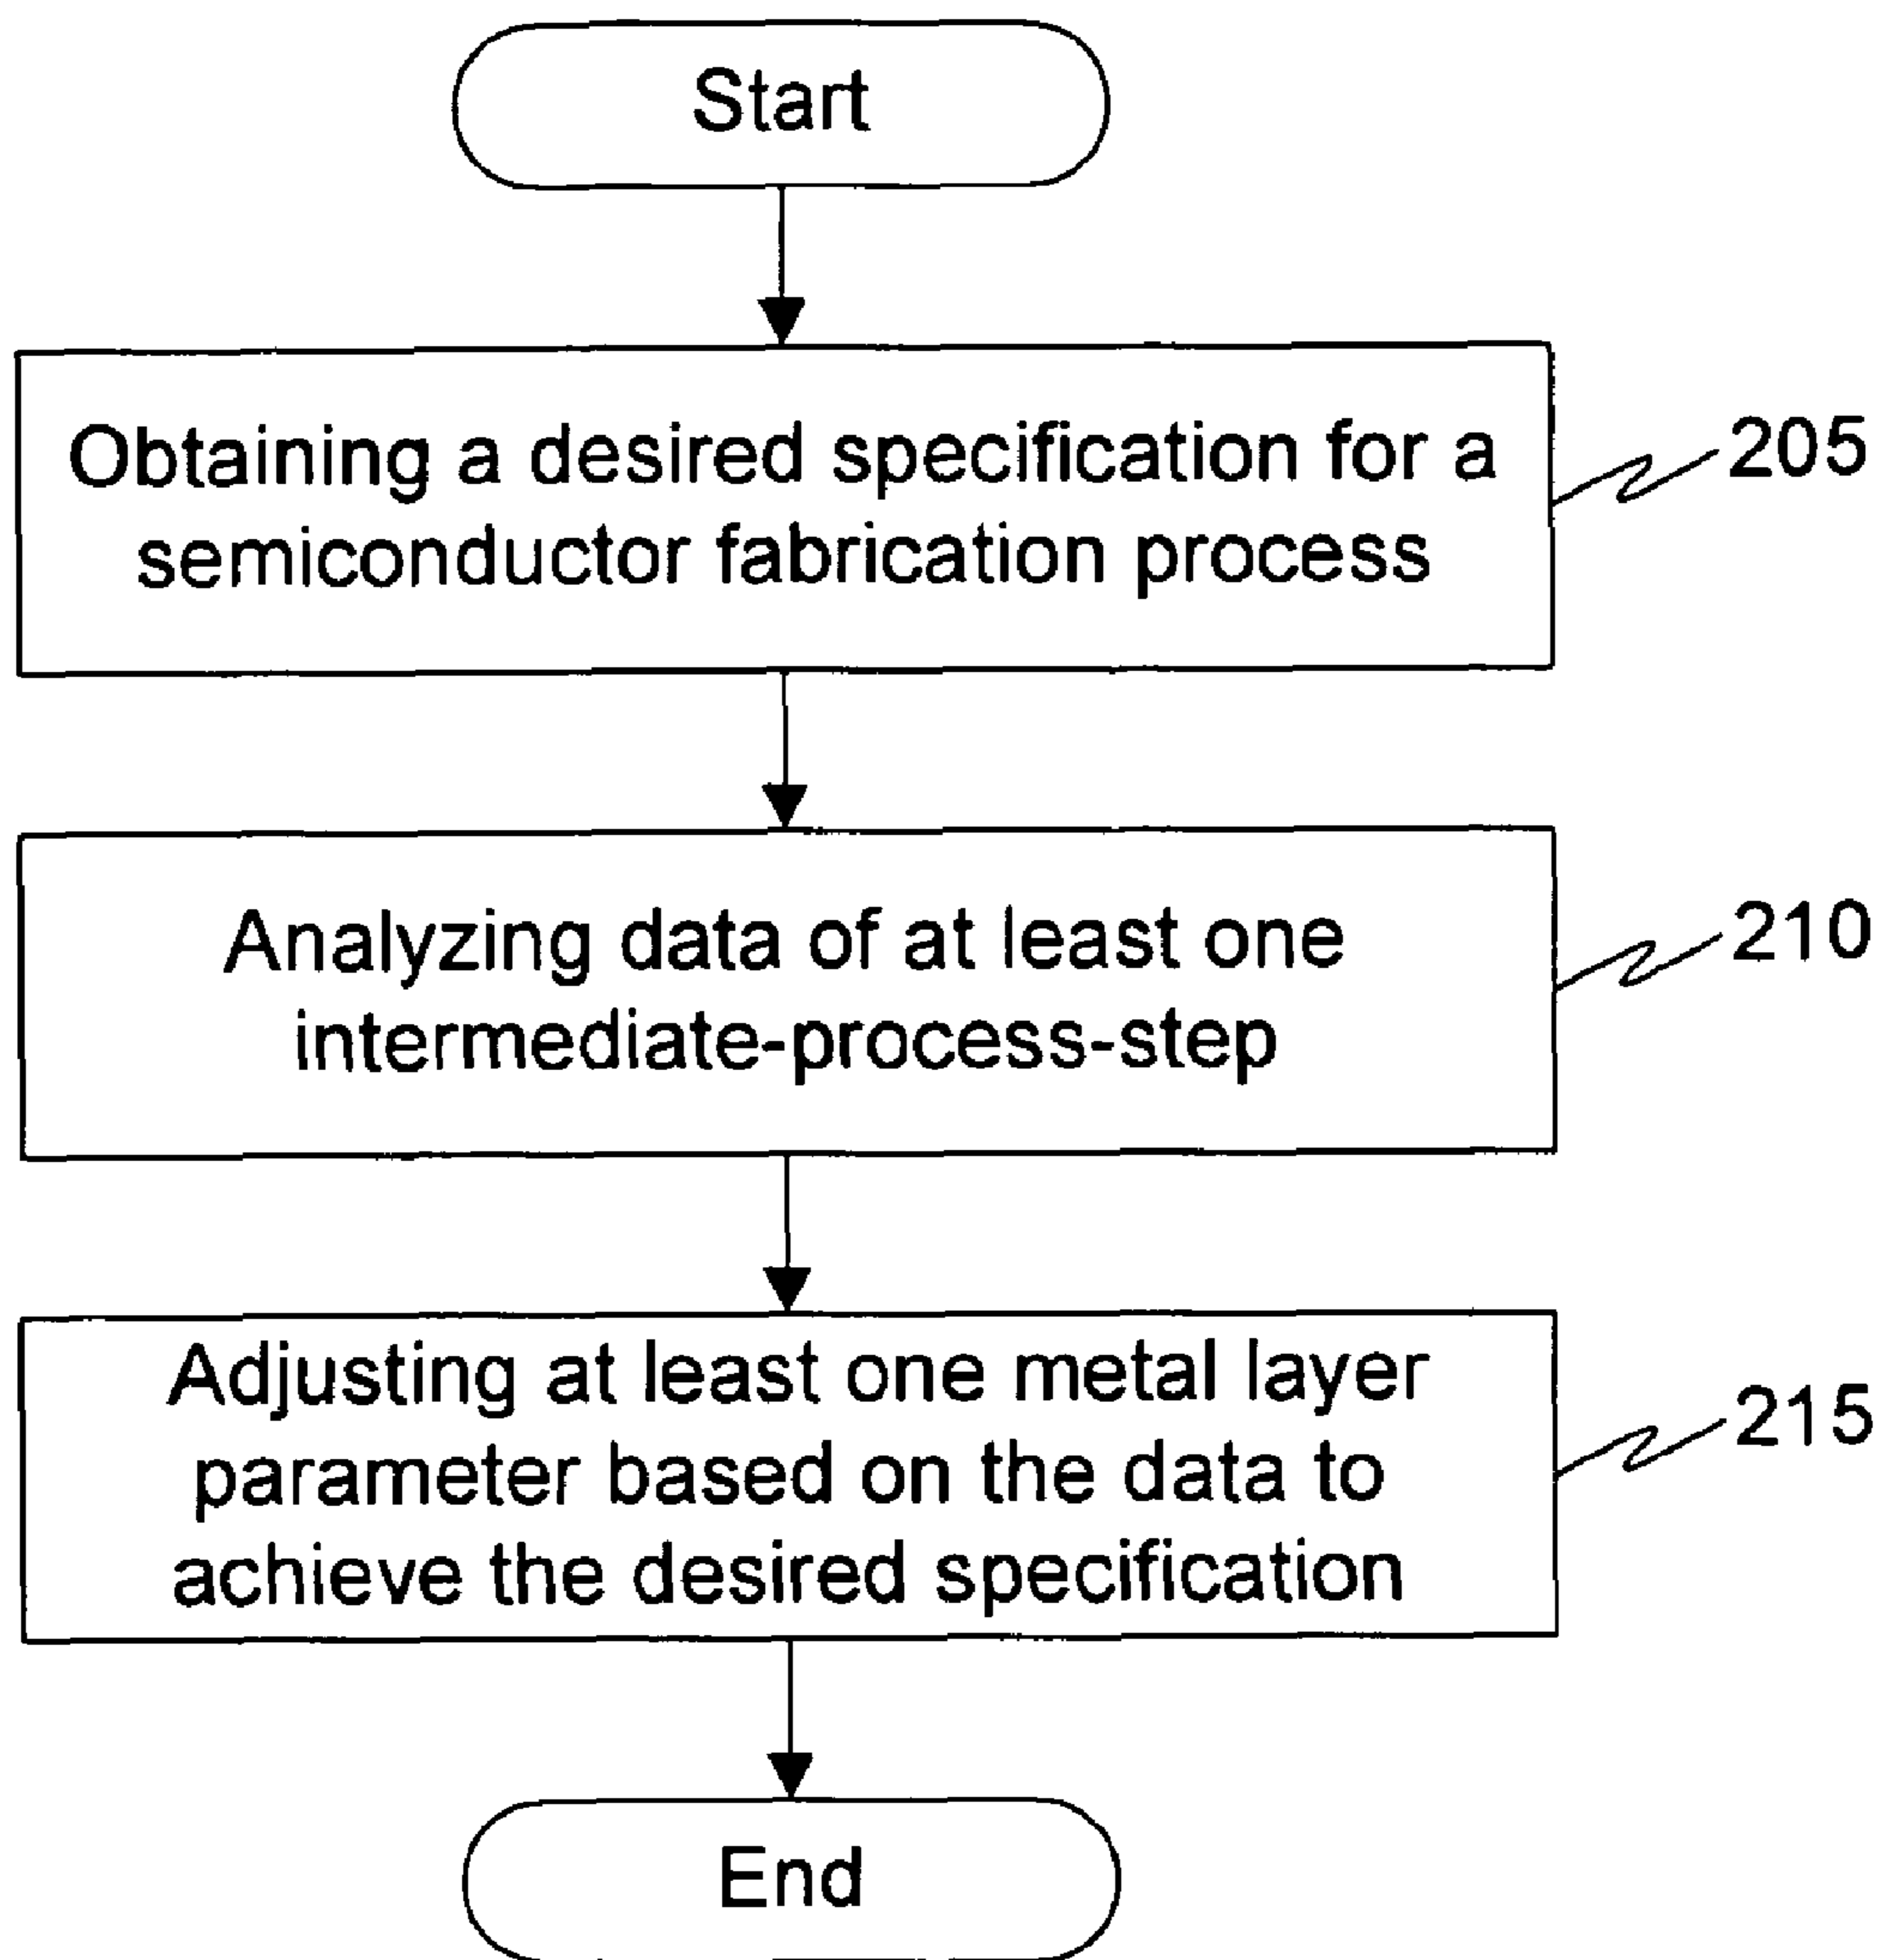 Start
Obtaining a desired specification for a
semiconductor fabrication process
205
Analyzing data of at least one
intermediate-process-step
210
Adjusting at least one metal layer
parameter based on the data to
achieve the desired specification
215
End